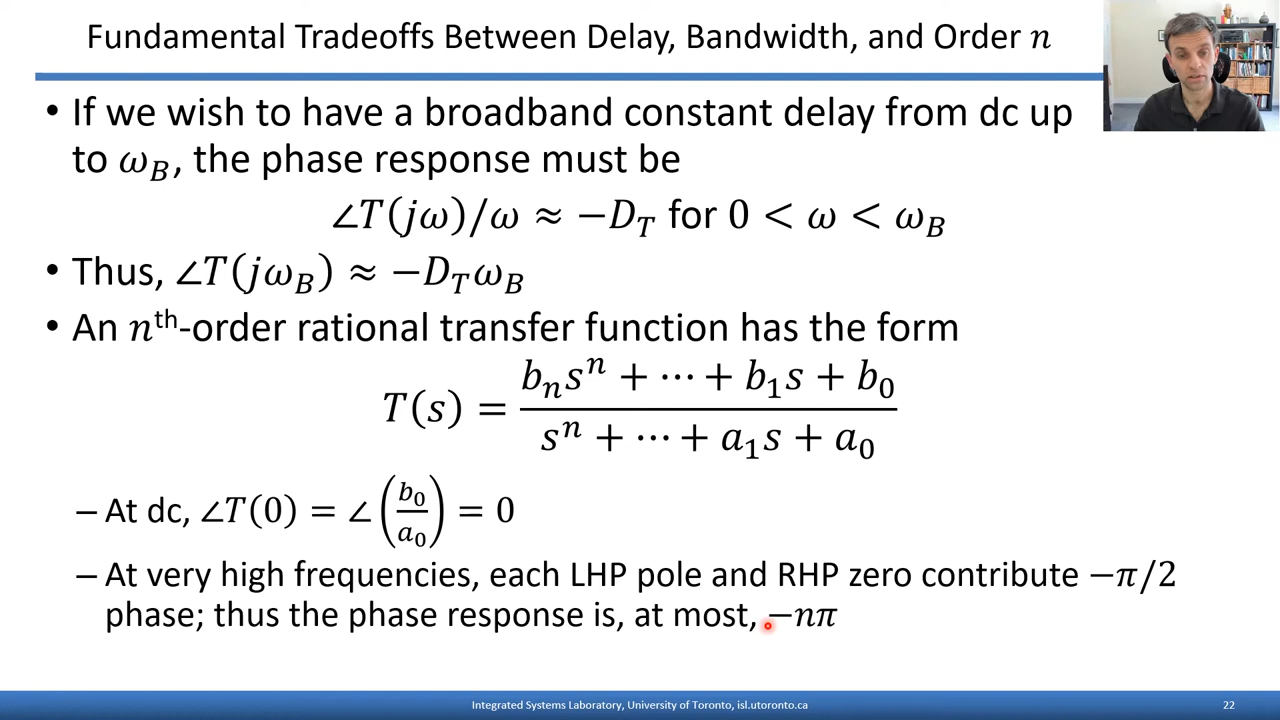 Fundamental Tradeoffs Between Delay, Bandwidth, and Order n
• If we wish to have a broadband constant delay from dc up
to ω_B, the phase response must be
∠T(jω)/ω ≈ −D_T for 0 < ω < ω_B
• Thus, ∠T(jω_B) ≈ −D_Tω_B
• An n^th-order rational transfer function has the form
T(s) = (b_n s^n + ⋯ + b_1 s + b_0) / (s^n + ⋯ + a_1 s + a_0)
– At dc, ∠T(0) = ∠(b_0/a_0) = 0
– At very high frequencies, each LHP pole and RHP zero contribute −π/2
phase; thus the phase response is, at most, −nπ
Integrated Systems Laboratory, University of Toronto, isl.utoronto.ca
22